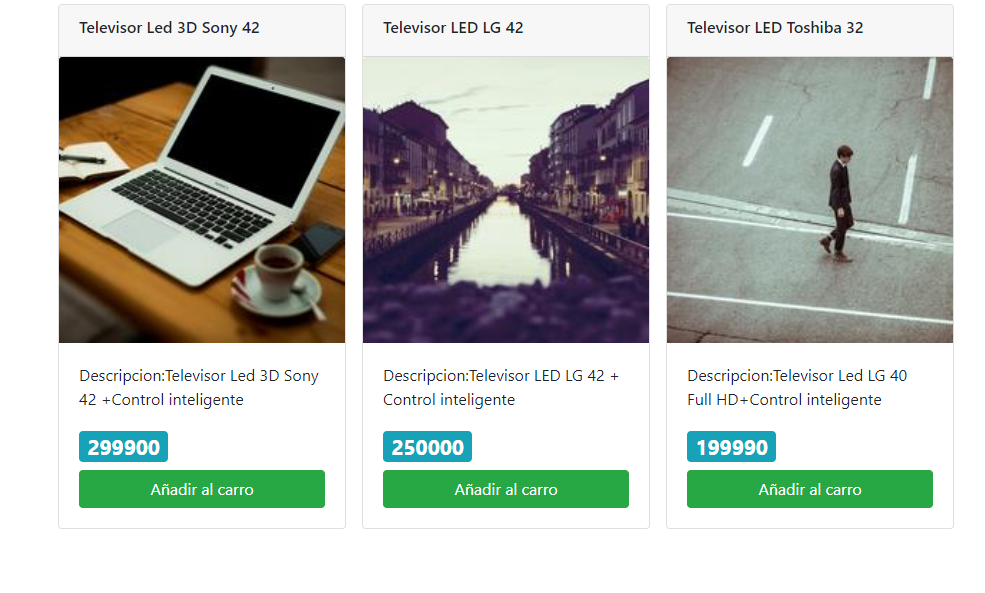 Televisor Led 3D Sony 42
Televisor LED LG 42
Televisor LED Toshiba 32
Descripcion:Televisor Led 3D Sony
42 +Control inteligente
299900
Añadir al carro
Descripcion:Televisor LED LG 42 +
Control inteligente
250000
Añadir al carro
Descripcion:Televisor Led LG 40
Full HD+Control inteligente
199990
Añadir al carro